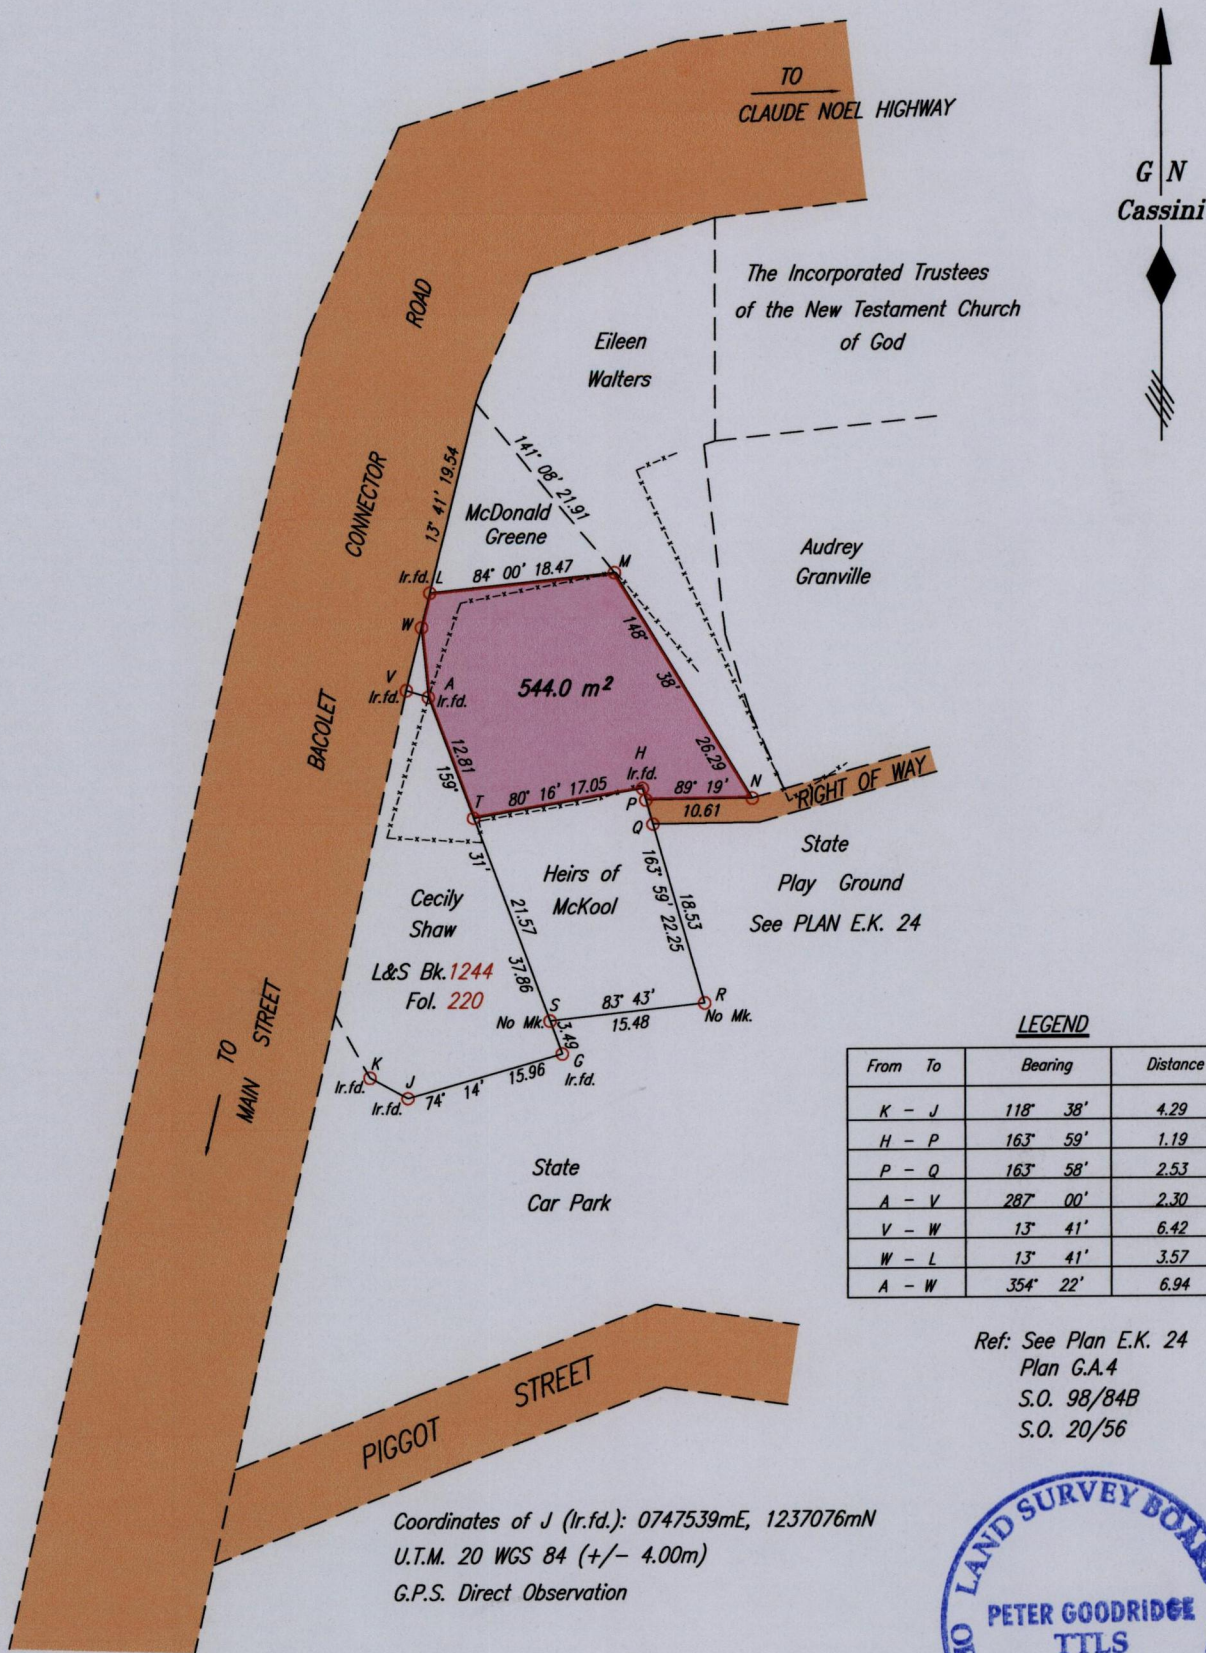 TO
CLAUDE NOEL HIGHWAY
G N
Cassini
The Incorporated Trustees
of the New Testament Church
of God
Eileen
Walters
ROAD
CONNECTOR
BACOLET
13° 41' 19.54
141° 08' 21.91
McDonald
Greene
Audrey
Granville
Ir.fd. L
84° 00' 18.47
M
W
V
Ir.fd.
A
Ir.fd.
544.0 m²
148°
38'
26.29
12.81
159°
H
Ir.fd.
T
80° 16' 17.05
P
89° 19'
10.61
N
RIGHT OF WAY
Q
31'
State
Play Ground
See PLAN E.K. 24
Heirs of
McKool
163° 59' 22.25
18.53
Cecily
Shaw
21.57
37.86
L&S Bk.1244
Fol. 220
S
No Mk.
83° 43'
15.48
R
No Mk.
3.49
G
Ir.fd.
K
Ir.fd.
J
Ir.fd.
74° 14' 15.96
TO
MAIN STREET
State
Car Park
LEGEND
From To Bearing Distance
K - J 118° 38' 4.29
H - P 163° 59' 1.19
P - Q 163° 58' 2.53
A - V 287° 00' 2.30
V - W 13° 41' 6.42
W - L 13° 41' 3.57
A - W 354° 22' 6.94
Ref: See Plan E.K. 24
Plan G.A.4
S.O. 98/84B
S.O. 20/56
PIGGOT STREET
Coordinates of J (Ir.fd.): 0747539mE, 1237076mN
U.T.M. 20 WGS 84 (+/- 4.00m)
G.P.S. Direct Observation
LAND SURVEY BOAR
PETER GOODRIDGE
TTLS